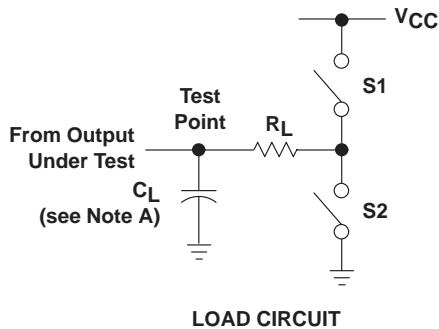 VCC
S1
Test
Point
RL
From Output
Under Test
CL
(see Note A)
S2
LOAD CIRCUIT